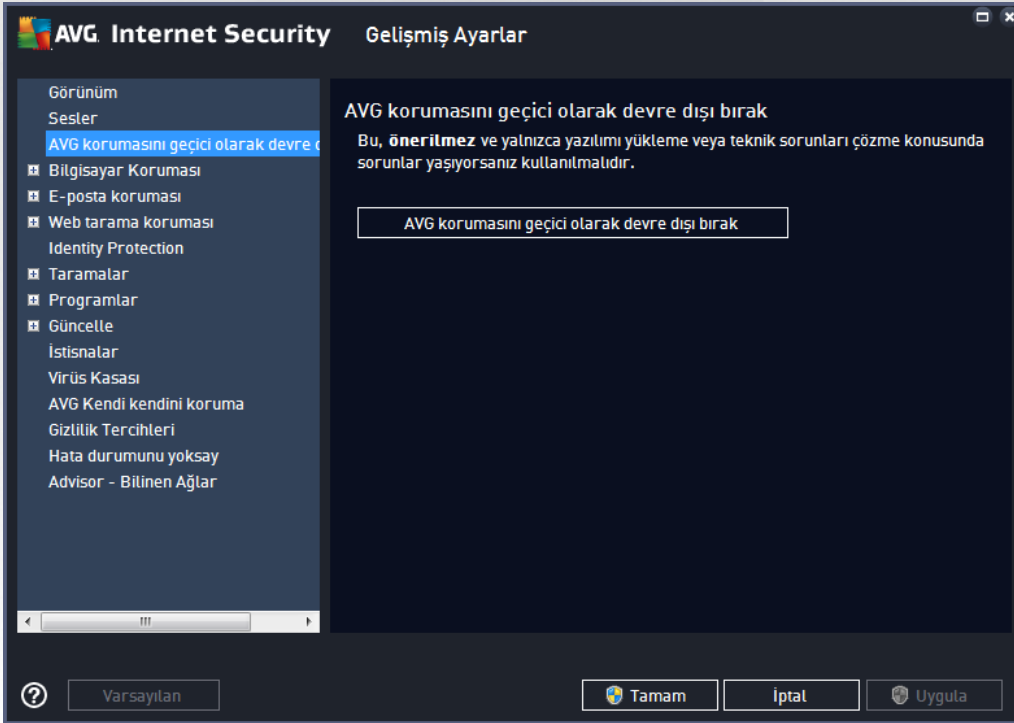 AVG. Internet Security Gelişmiş Ayarlar
Görünüm
Sesler
AVG korumasını geçici olarak devre
Bilgisayar Koruması
E-posta koruması
Web tarama koruması
Identity Protection
Taramalar
Programlar
Güncelle
İstisnalar
Virüs Kasası
AVG Kendi kendini koruma
Gizlilik Tercihleri
Hata durumunu yoksay
Advisor - Bilinen Ağlar
AVG korumasını geçici olarak devre dışı bırak
Bu, önerilmez ve yalnızca yazılımı yükleme veya teknik sorunları çözme konusunda
sorunlar yaşıyorsanız kullanılmalıdır.
AVG korumasını geçici olarak devre dışı bırak
? Varsayılan Tamam İptal Uygula